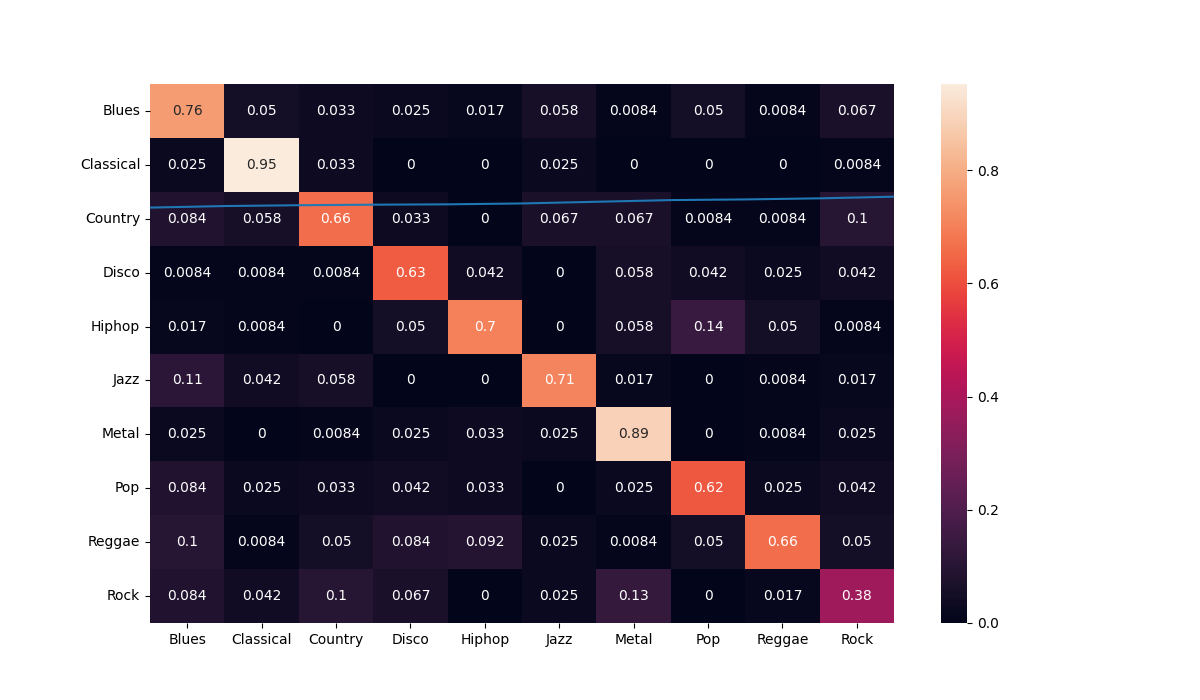 Blues 0.76 0.05 0.033 0.025 0.017 0.058 0.0084 0.05 0.0084 0.067
Classical 0.025 0.95 0.033 0 0 0.025 0 0 0 0.0084
Country 0.084 0.058 0.66 0.033 0 0.067 0.067 0.0084 0.0084 0.1
Disco 0.0084 0.0084 0.0084 0.63 0.042 0 0.058 0.042 0.025 0.042
Hiphop 0.017 0.0084 0 0.05 0.7 0 0.058 0.14 0.05 0.0084
Jazz 0.11 0.042 0.058 0 0 0.71 0.017 0 0.0084 0.017
Metal 0.025 0 0.0084 0.025 0.033 0.025 0.89 0 0.0084 0.025
Pop 0.084 0.025 0.033 0.042 0.033 0 0.025 0.62 0.025 0.042
Reggae 0.1 0.0084 0.05 0.084 0.092 0.025 0.0084 0.05 0.66 0.05
Rock 0.084 0.042 0.1 0.067 0 0.025 0.13 0 0.017 0.38
Blues Classical Country Disco Hiphop Jazz Metal Pop Reggae Rock
0.8
0.6
0.4
0.2
0.0